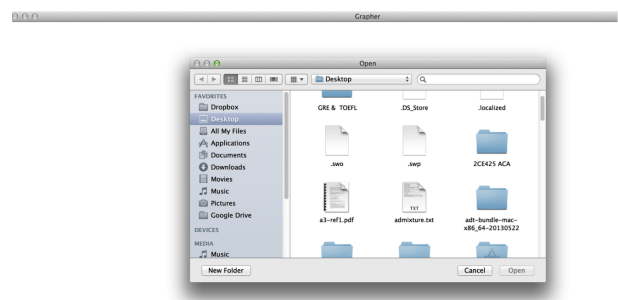 Grapher
Open
Desktop
FAVORITES
Dropbox
Desktop
All My Files
Applications
Documents
Downloads
Movies
Music
Pictures
Google Drive
DEVICES
MEDIA
Music
GRE & TOEFL
.DS_Store
.localized
.swo
.swp
2CE425 ACA
TXT
a3-ref1.pdf
admixture.txt
adt-bundle-mac-
x86_64-20130522
New Folder
Cancel
Open